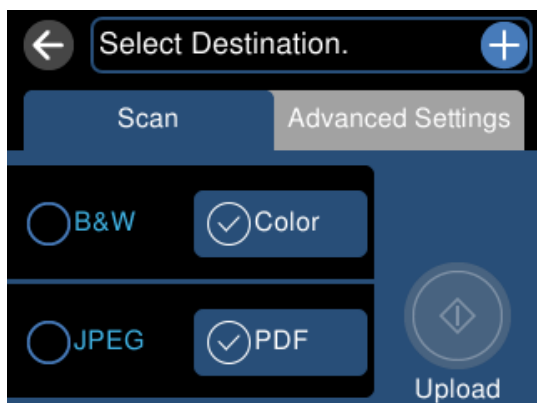 Select Destination.
Scan
Advanced Settings
B&W
Color
JPEG
PDF
Upload